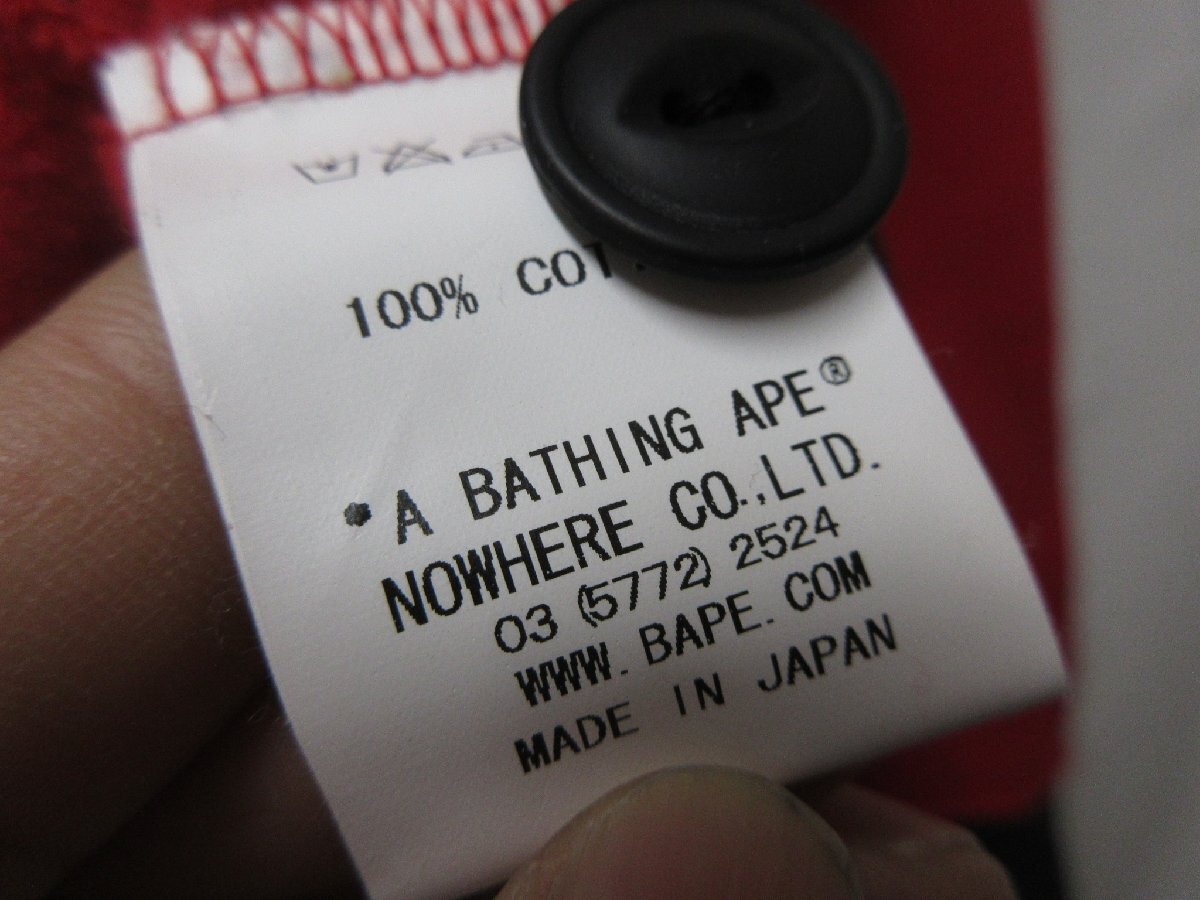 100% COT
•A BATHING APE®
NOWHERE CO.,LTD.
03 (5772) 2524
WWW.BAPE.COM
MADE IN JAPAN